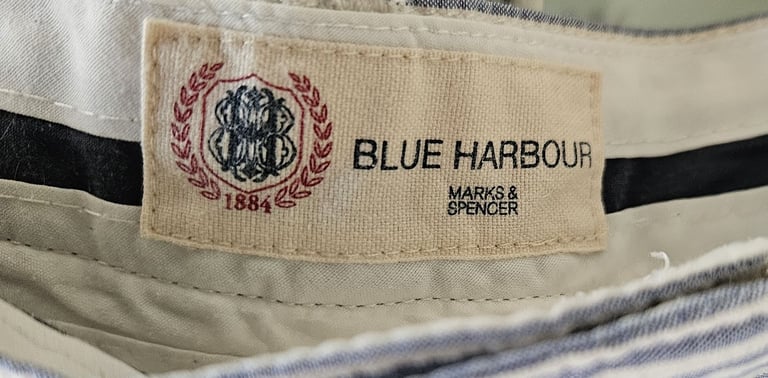 1884
BLUE HARBOUR
MARKS &
SPENCER